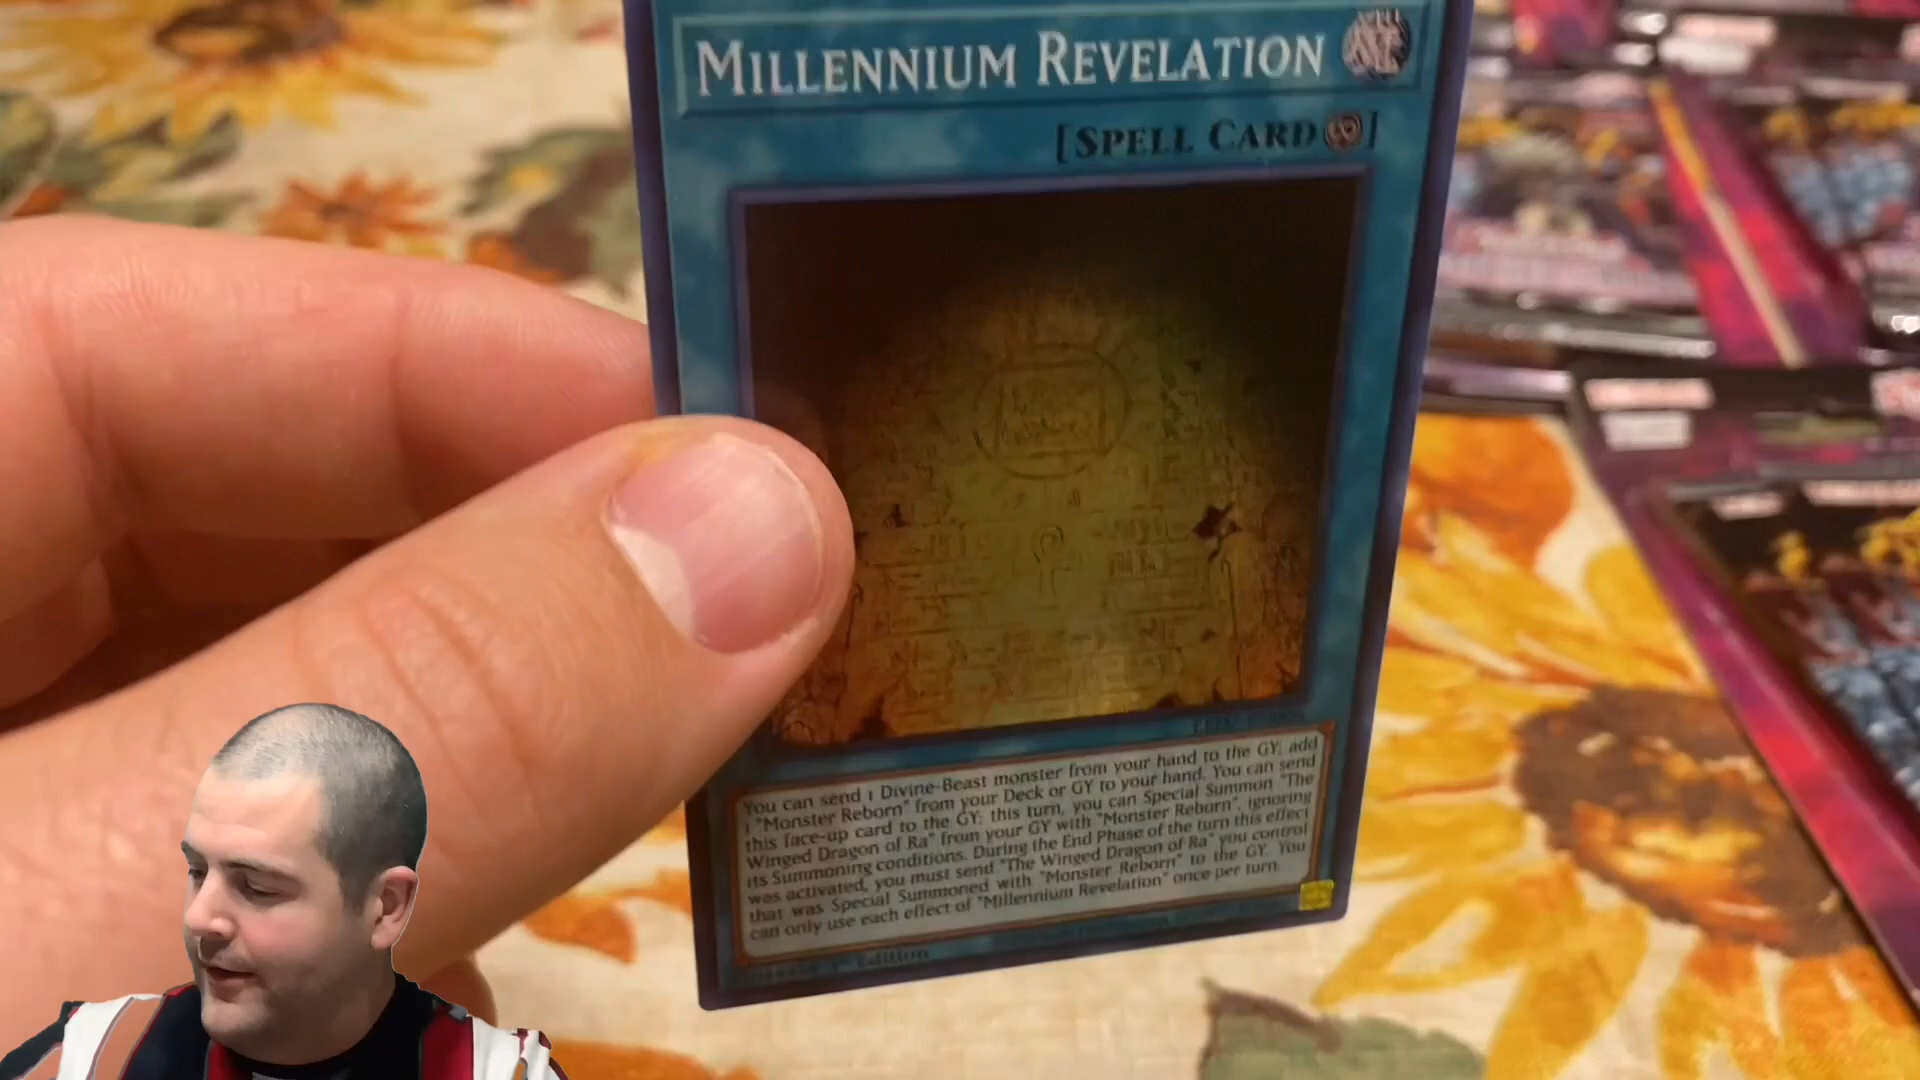 MILLENNIUM REVELATION
[SPELL CARD]
You can send 1 Divine-Beast monster from your hand to the GY; add
1 "Monster Reborn" from your Deck or GY to your hand. You can send
this face-up card to the GY; this turn, you can Special Summon "The
Winged Dragon of Ra" from your GY with "Monster Reborn", ignoring
its Summoning conditions. During the End Phase of the turn this effect
was activated, you must send "The Winged Dragon of Ra" you control
that was Special Summoned with "Monster Reborn" to the GY. You
can only use each effect of "Millennium Revelation" once per turn.
Edition